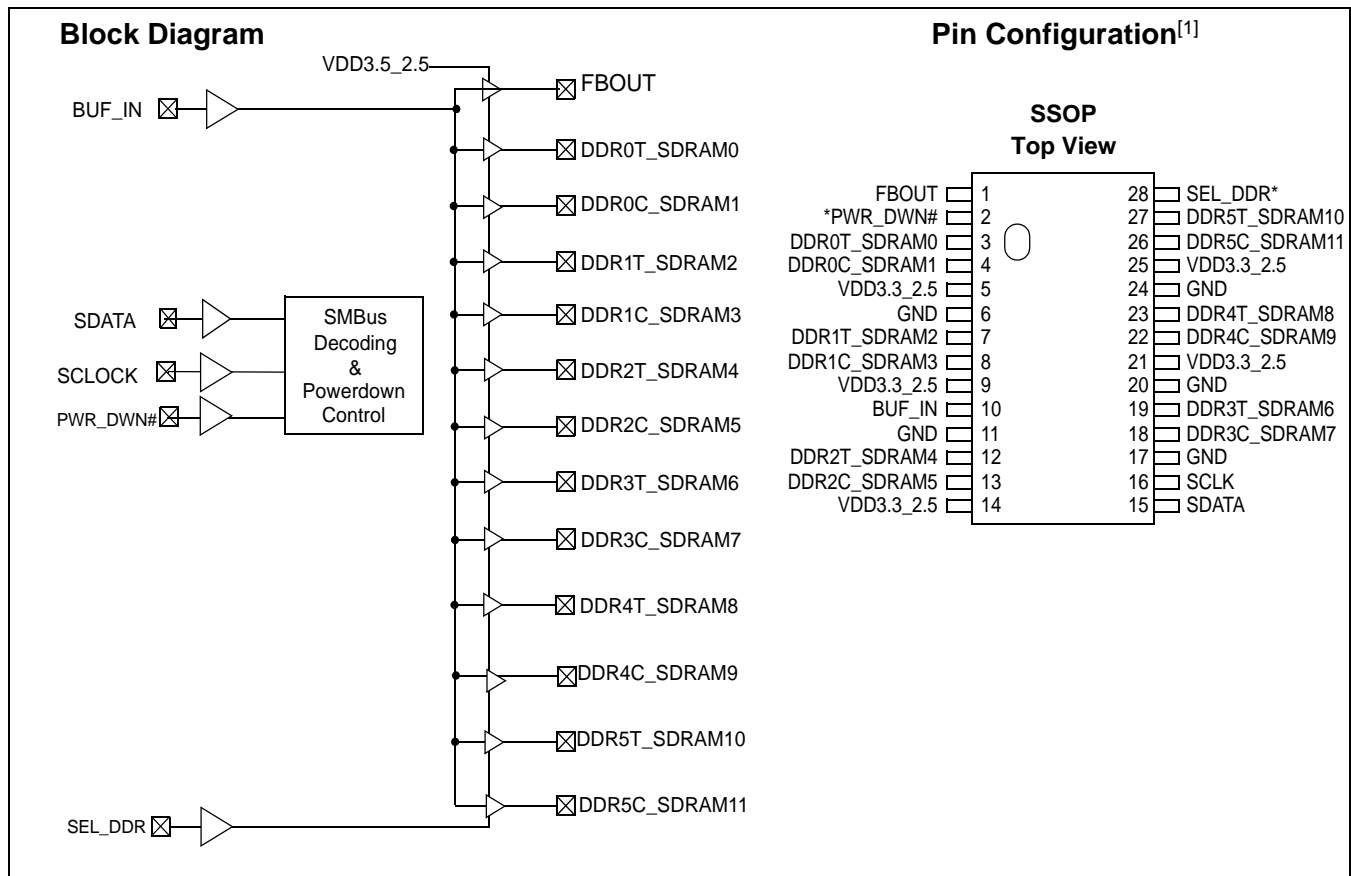 Block Diagram
VDD3.5_2.5
BUF_IN
FBOUT
DDR0T_SDRAM0
DDR0C_SDRAM1
DDR1T_SDRAM2
SDATA
SMBus
Decoding
&
Powerdown
Control
DDR1C_SDRAM3
SCLOCK
DDR2T_SDRAM4
PWR_DWN#
DDR2C_SDRAM5
DDR3T_SDRAM6
DDR3C_SDRAM7
DDR4T_SDRAM8
DDR4C_SDRAM9
DDR5T_SDRAM10
DDR5C_SDRAM11
SEL_DDR
Pin Configuration[1]
SSOP
Top View
FBOUT 1 28 SEL_DDR*
*PWR_DWN# 2 27 DDR5T_SDRAM10
DDR0T_SDRAM0 3 26 DDR5C_SDRAM11
DDR0C_SDRAM1 4 25 VDD3.3_2.5
VDD3.3_2.5 5 24 GND
GND 6 23 DDR4T_SDRAM8
DDR1T_SDRAM2 7 22 DDR4C_SDRAM9
DDR1C_SDRAM3 8 21 VDD3.3_2.5
VDD3.3_2.5 9 20 GND
BUF_IN 10 19 DDR3T_SDRAM6
GND 11 18 DDR3C_SDRAM7
DDR2T_SDRAM4 12 17 GND
DDR2C_SDRAM5 13 16 SCLK
VDD3.3_2.5 14 15 SDATA